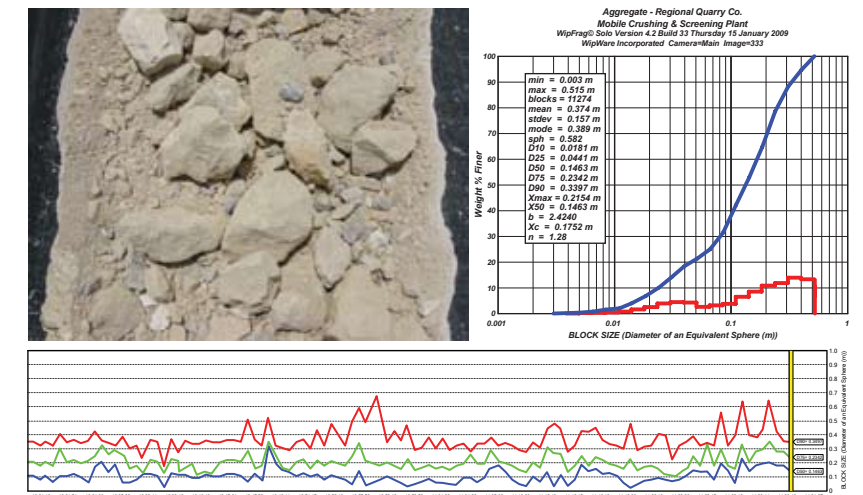 Aggregate - Regional Quarry Co.
Mobile Crushing & Screening Plant
WipFrag© Solo Version 4.2 Build 33 Thursday 15 January 2009
WipWare Incorporated Camera=Main Image=333
100
90
80
70
60
50
40
30
20
10
0
Weight % Finer
min = 0.003 m
max = 0.515 m
blocks = 11274
mean = 0.374 m
stdev = 0.157 m
mode = 0.389 m
sph = 0.582
D10 = 0.0181 m
D25 = 0.0441 m
D50 = 0.1463 m
D75 = 0.2342 m
D90 = 0.3397 m
Xmax = 0.2154 m
X50 = 0.1463 m
b = 2.4240
Xc = 0.1752 m
n = 1.28
0.001 0.01 0.1 1
BLOCK SIZE (Diameter of an Equivalent Sphere (m))
1.0
0.9
0.8
0.7
0.6
0.5
0.4
0.3
0.2
0.1
0
BLOCK SIZE (Diameter of an Equivalent Sphere (m))